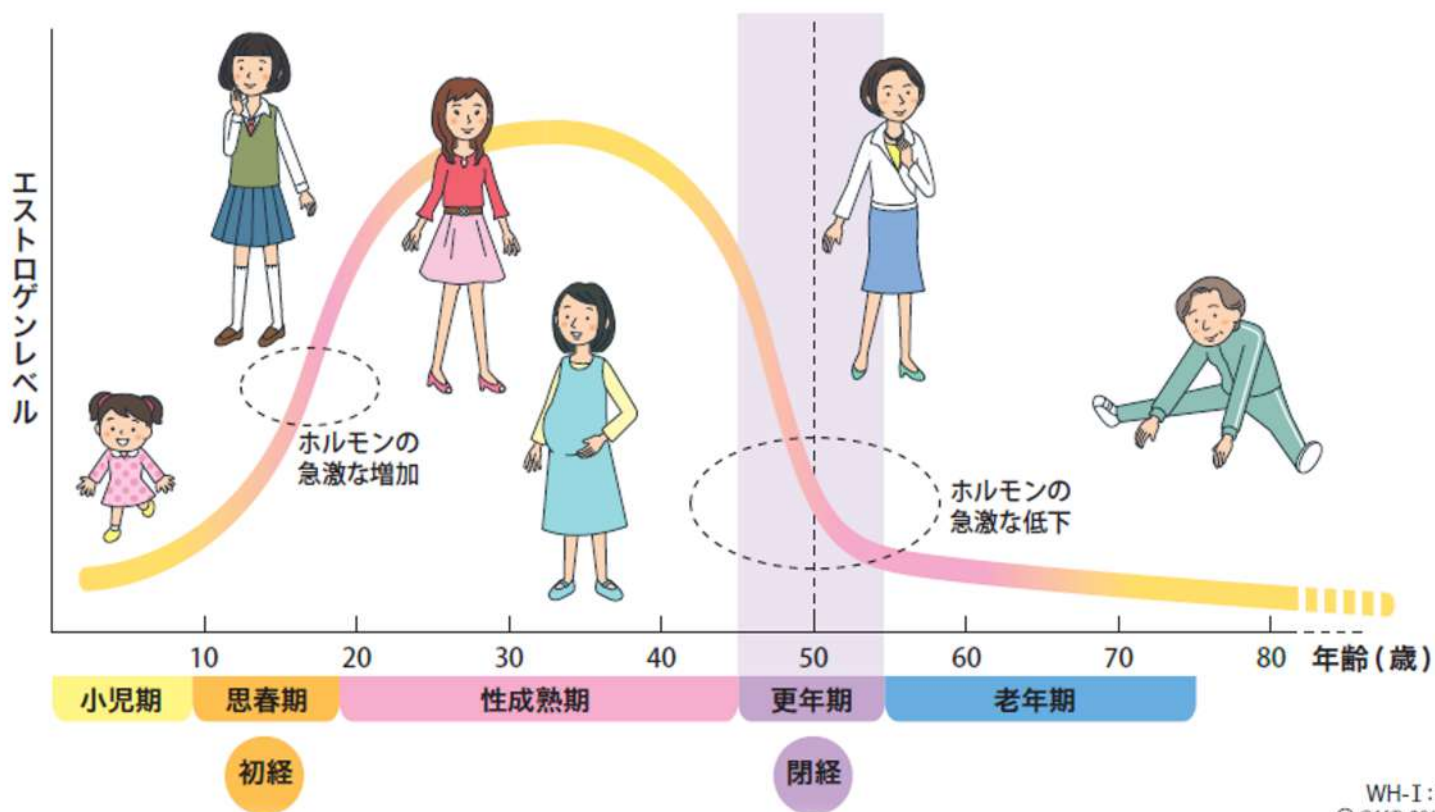 エストロゲンレベル
ホルモンの
急激な増加
ホルモンの
急激な低下
10 20 30 40 50 60 70 80 年齢(歳)
小児期 思春期 性成熟期 更年期 老年期
初経 閉経
WH-I: